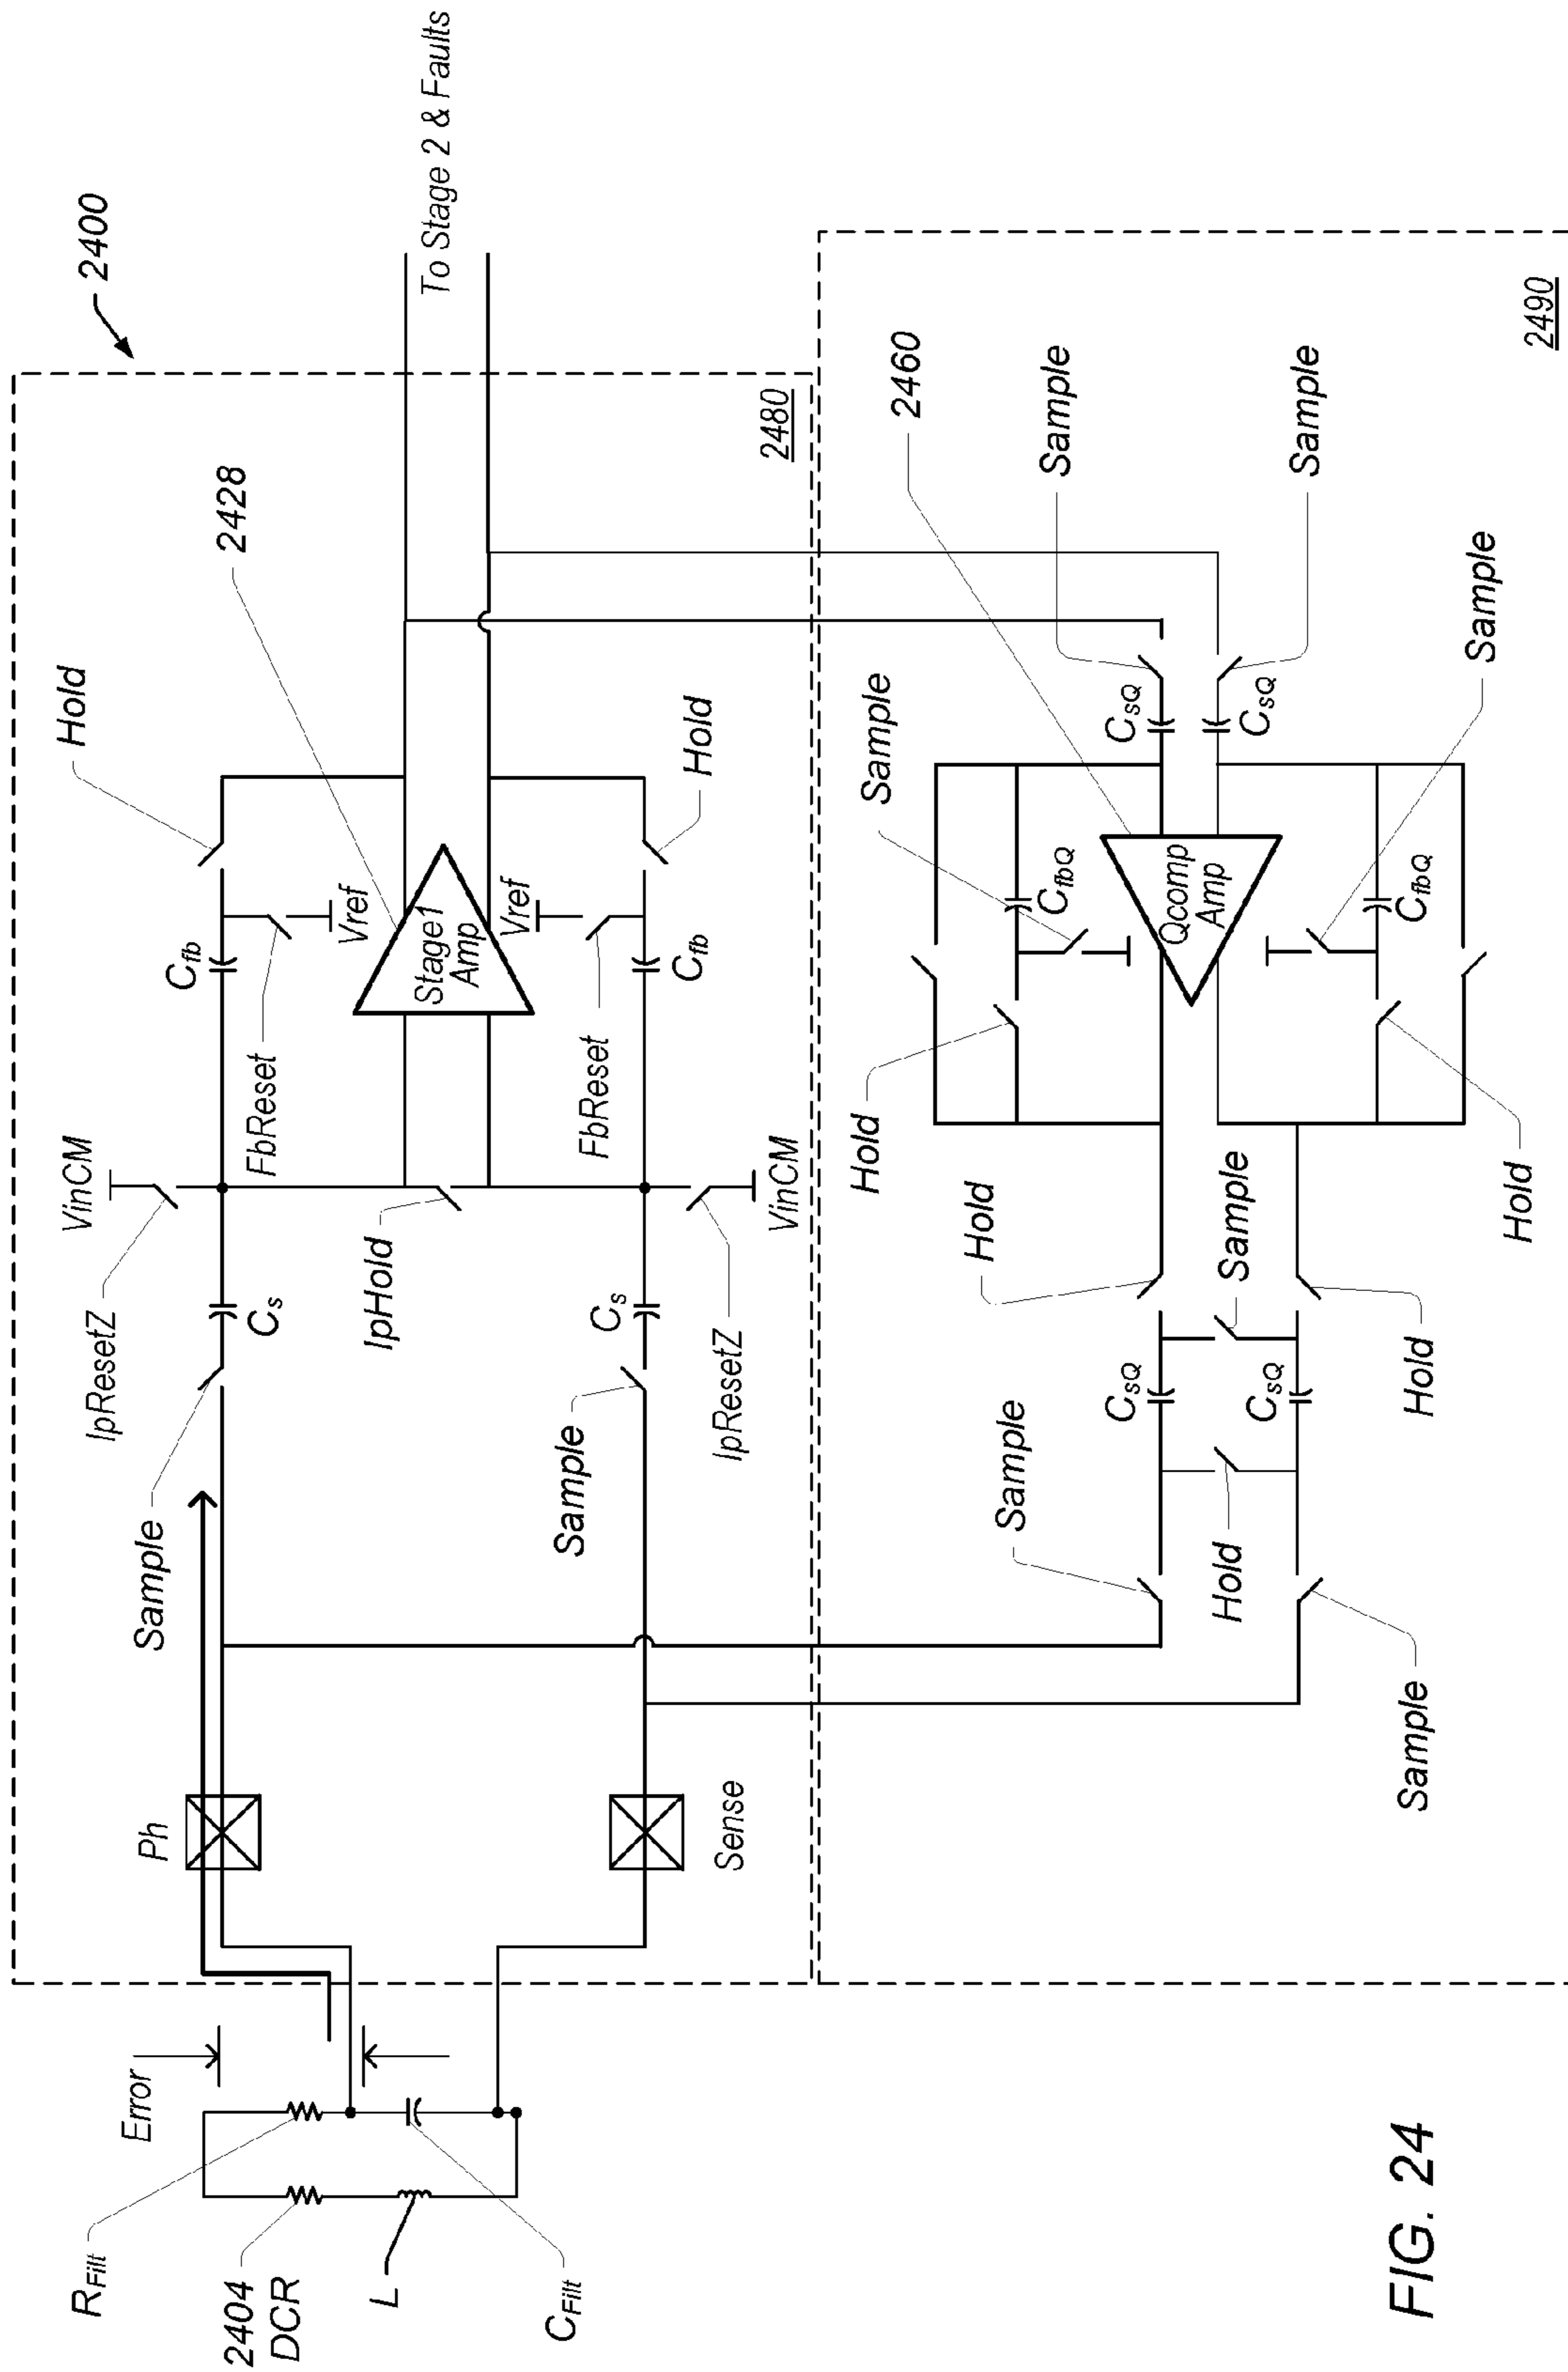 2400
To Stage 2 & Faults
Hold
2428
VinCM
IpResetZ
Cfb
FbReset
Vref
Cs
Sample
Stage1
Amp
IpHold
Vref
FbReset
Cfb
Hold
Cs
Sample
IpResetZ
VinCM
2480
Ph
Sense
Error
RFilt
2404
DCR
L
CFilt
2460
Sample
Sample
Sample
Sample
CsQ
CsQ
CfbQ
Qcomp
Amp
CfbQ
Hold
Hold
Hold
Sample
Hold
CsQ
CsQ
Sample
Hold
Sample
2490
FIG. 24